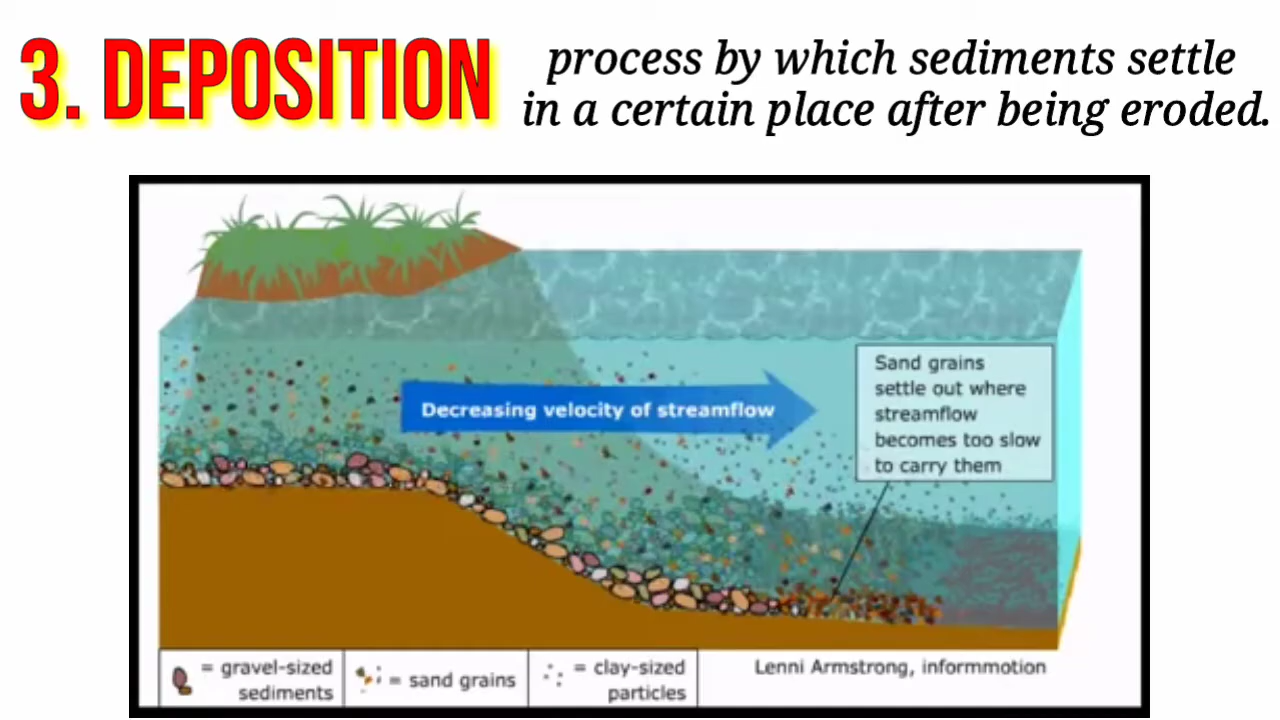 3. DEPOSITION
process by which sediments settle
in a certain place after being eroded.
Decreasing velocity of streamflow
Sand grains
settle out where
streamflow
becomes too slow
to carry them
= gravel-sized
sediments
= sand grains
= clay-sized
particles
Lenni Armstrong, informmotion